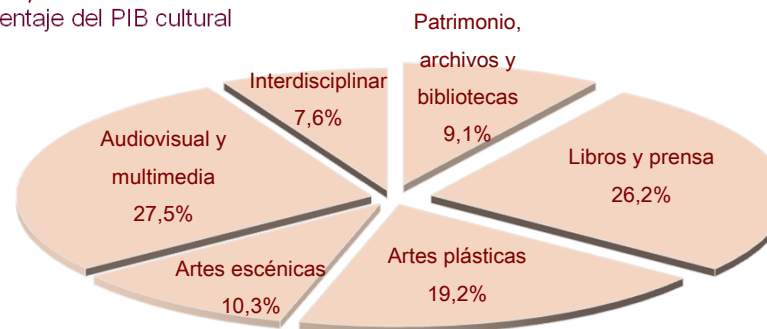 del PIB cultural
Patrimonio,
archivos y
bibliotecas
9,1%
Interdisciplinar
7,6%
Audiovisual y
multimedia
27,5%
Libros y prensa
26,2%
Artes escénicas
10,3%
Artes plásticas
19,2%